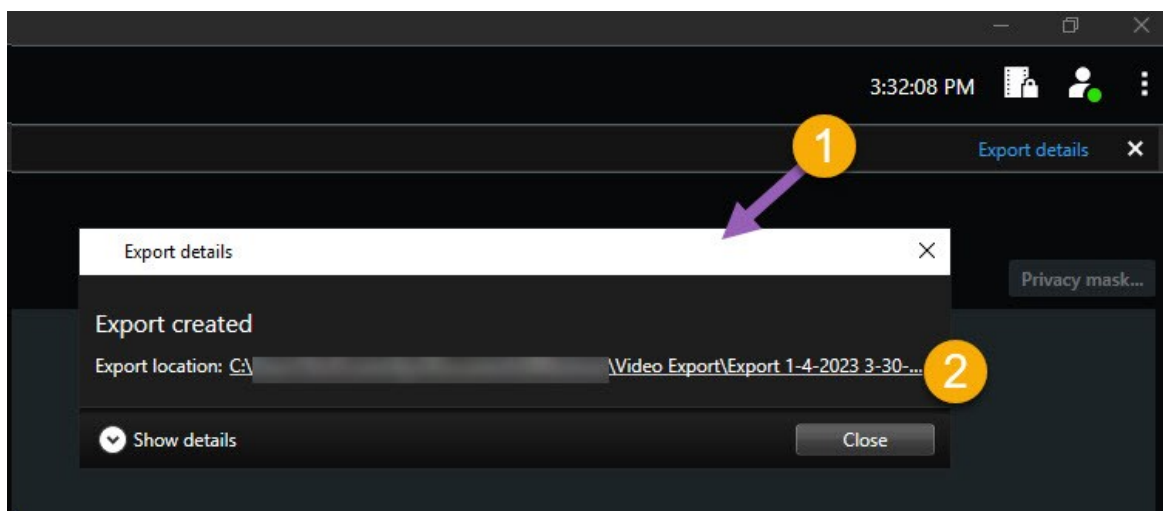 3:32:08 PM
1
Export details
Export details
Privacy mask...
Export created
Export location: C:\ \Video Export\Export 1-4-2023 3-30-...
2
Show details
Close